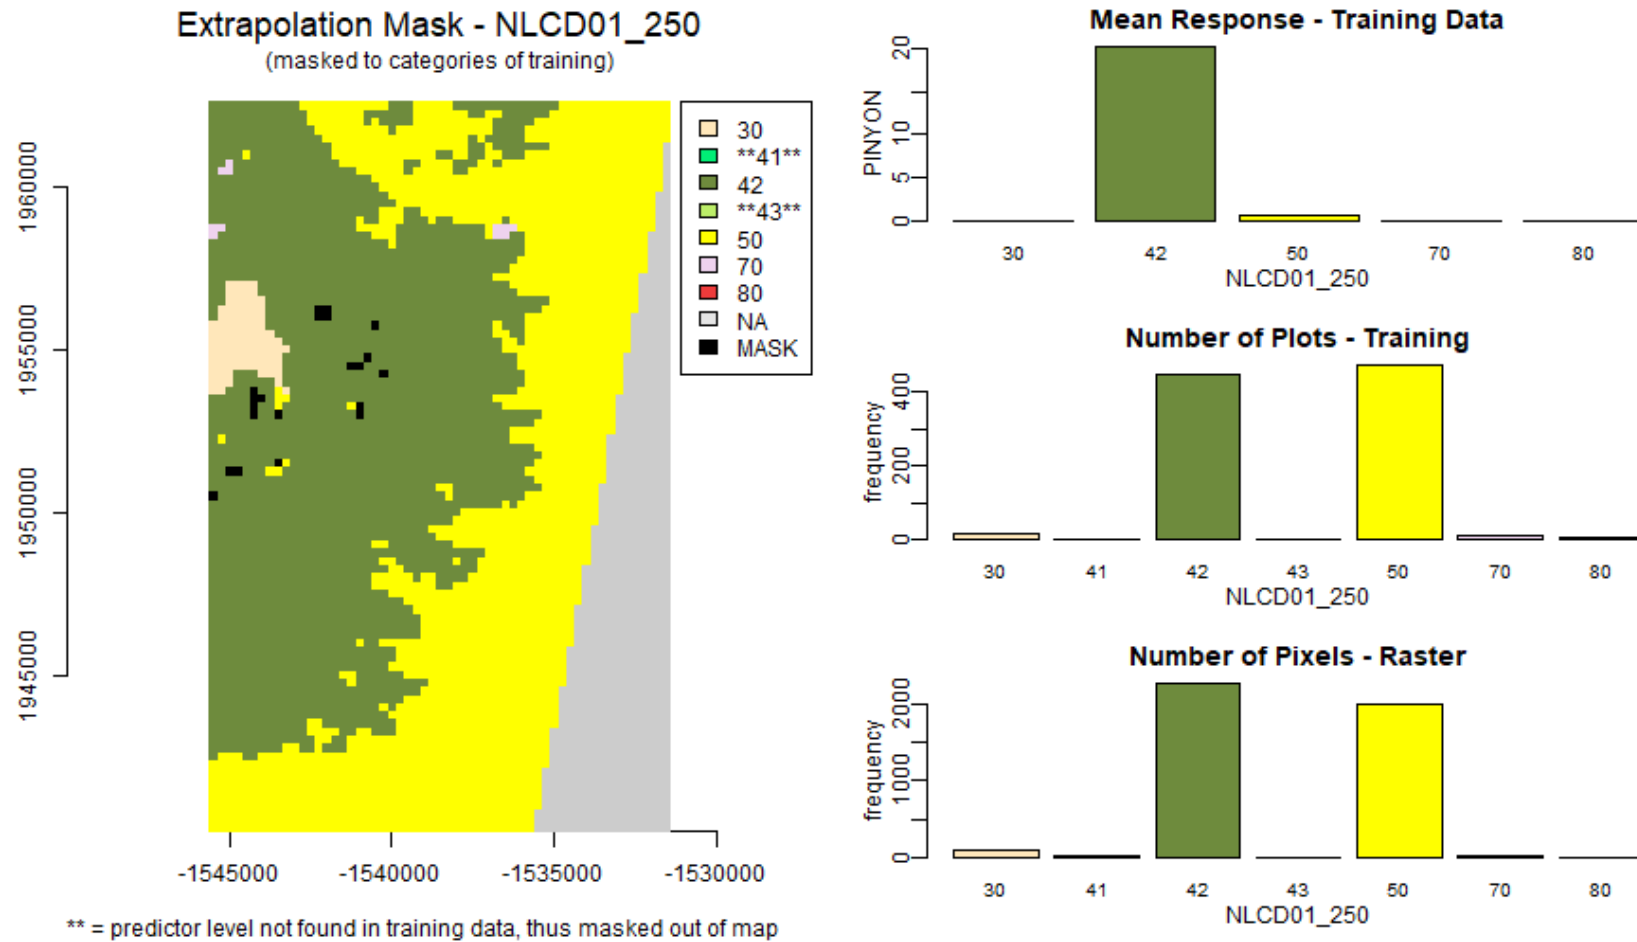 Extrapolation Mask - NLCD01_250
(masked to categories of training)
1960000
1955000
1950000
1945000
-1545000 -1540000 -1535000 -1530000
30
**41**
42
**43**
50
70
80
NA
MASK
** = predictor level not found in training data, thus masked out of map
Mean Response - Training Data
PINYON
20
10
5
0
30 42 50 70 80
NLCD01_250
Number of Plots - Training
frequency
400
200
0
30 41 42 43 50 70 80
NLCD01_250
Number of Pixels - Raster
frequency
2000
1000
0
30 41 42 43 50 70 80
NLCD01_250